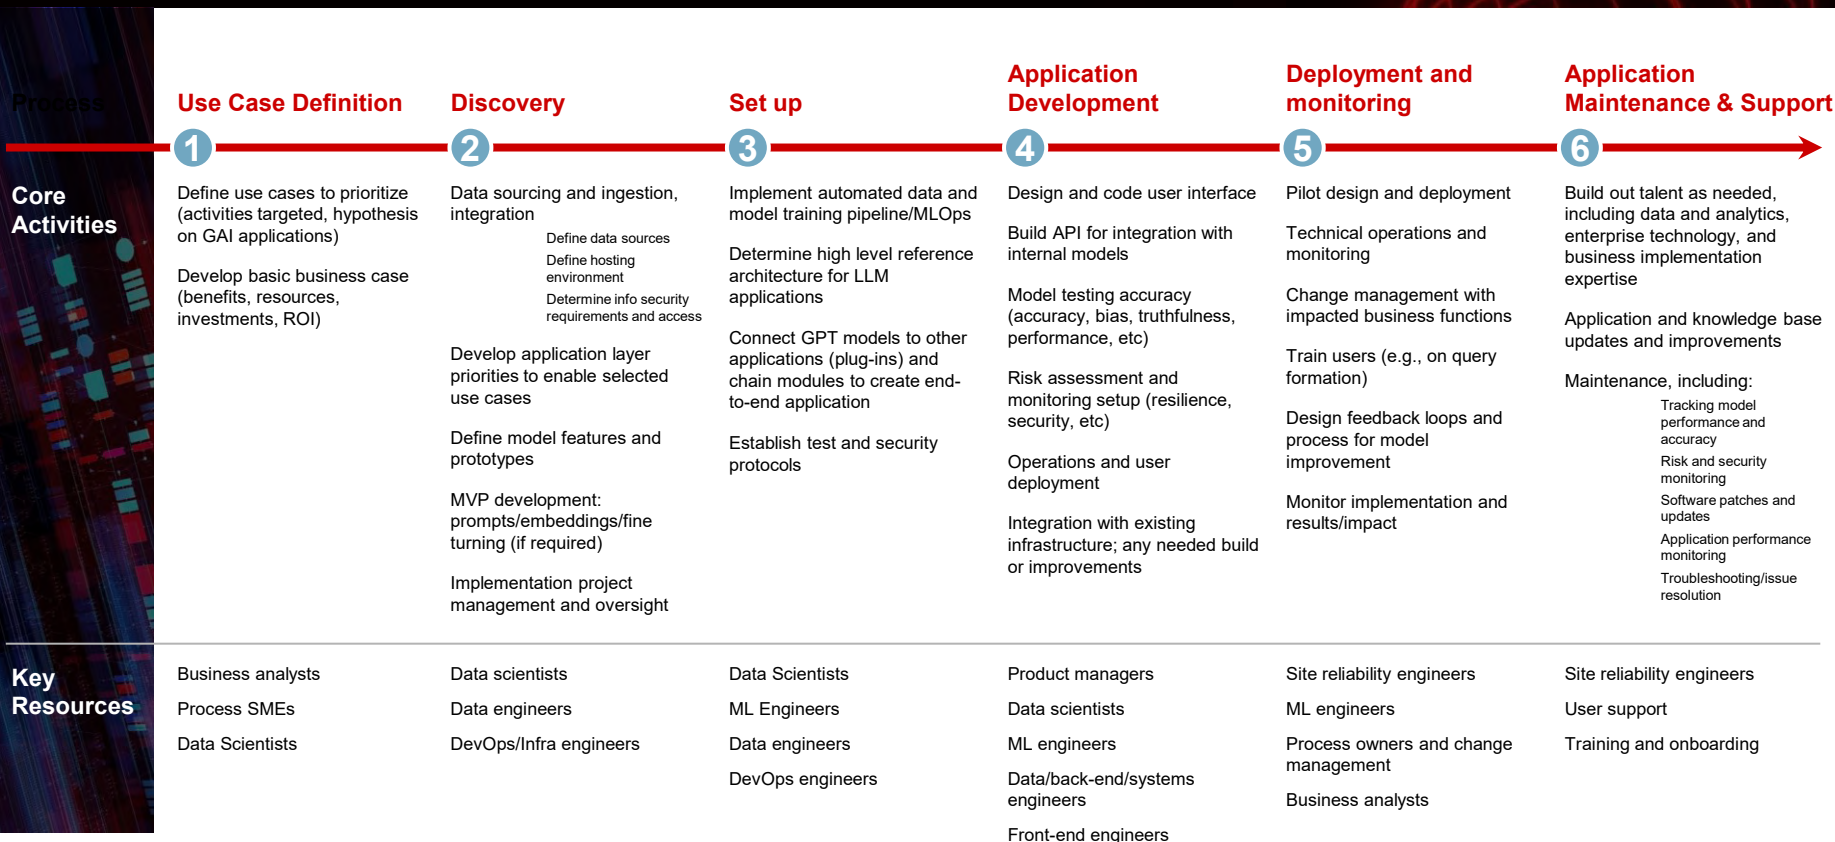 Process
Use Case Definition
Discovery
Set up
Application
Development
Deployment and
monitoring
Application
Maintenance & Support
1
2
3
4
5
6
Core
Activities
Define use cases to prioritize
(activities targeted, hypothesis
on GAI applications)
Develop basic business case
(benefits, resources,
investments, ROI)
Data sourcing and ingestion,
integration
Define data sources
Define hosting
environment
Determine info security
requirements and access
Develop application layer
priorities to enable selected
use cases
Define model features and
prototypes
MVP development:
prompts/embeddings/fine
turning (if required)
Implementation project
management and oversight
Implement automated data and
model training pipeline/MLOps
Determine high level reference
architecture for LLM
applications
Connect GPT models to other
applications (plug-ins) and
chain modules to create end-
to-end application
Establish test and security
protocols
Design and code user interface
Build API for integration with
internal models
Model testing accuracy
(accuracy, bias, truthfulness,
performance, etc)
Risk assessment and
monitoring setup (resilience,
security, etc)
Operations and user
deployment
Integration with existing
infrastructure; any needed build
or improvements
Pilot design and deployment
Technical operations and
monitoring
Change management with
impacted business functions
Train users (e.g., on query
formation)
Design feedback loops and
process for model
improvement
Monitor implementation and
results/impact
Build out talent as needed,
including data and analytics,
enterprise technology, and
business implementation
expertise
Application and knowledge base
updates and improvements
Maintenance, including:
Tracking model
performance and
accuracy
Risk and security
monitoring
Software patches and
updates
Application performance
monitoring
Troubleshooting/issue
resolution
Key
Resources
Business analysts
Process SMEs
Data Scientists
Data scientists
Data engineers
DevOps/Infra engineers
Data Scientists
ML Engineers
Data engineers
DevOps engineers
Product managers
Data scientists
ML engineers
Data/back-end/systems
engineers
Front-end engineers
Site reliability engineers
ML engineers
Process owners and change
management
Business analysts
Site reliability engineers
User support
Training and onboarding